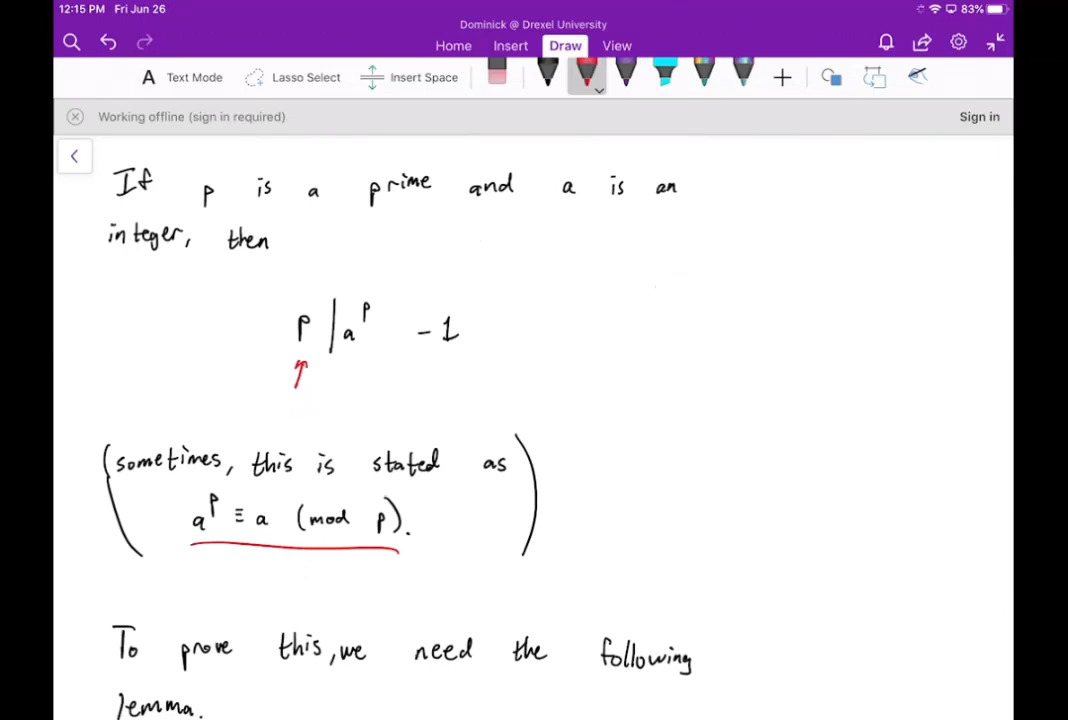 12:15 PM Fri Jun 26 83%
Dominick @ Drexel University
Home Insert Draw View
A Text Mode Lasso Select Insert Space
Working offline (sign in required) Sign in
If p is a prime and a is an
integer, then
p | a^p - 1
(sometimes, this is stated as
a^p ≡ a (mod p).)
To prove this, we need the following
lemma.